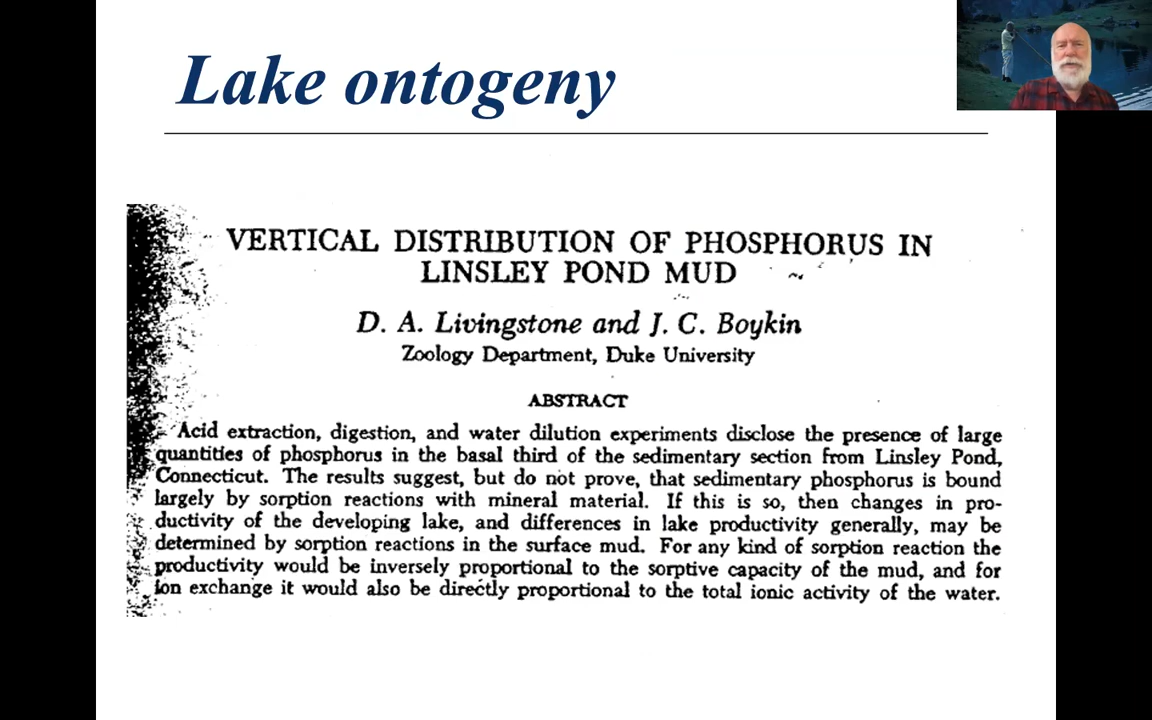 Lake ontogeny
VERTICAL DISTRIBUTION OF PHOSPHORUS IN
LINSLEY POND MUD
D. A. Livingstone and J. C. Boykin
Zoology Department, Duke University
ABSTRACT
Acid extraction, digestion, and water dilution experiments disclose the presence of large
quantities of phosphorus in the basal third of the sedimentary section from Linsley Pond,
Connecticut. The results suggest, but do not prove, that sedimentary phosphorus is bound
largely by sorption reactions with mineral material. If this is so, then changes in pro-
ductivity of the developing lake, and differences in lake productivity generally, may be
determined by sorption reactions in the surface mud. For any kind of sorption reaction the
productivity would be inversely proportional to the sorptive capacity of the mud, and for
ion exchange it would also be directly proportional to the total ionic activity of the water.